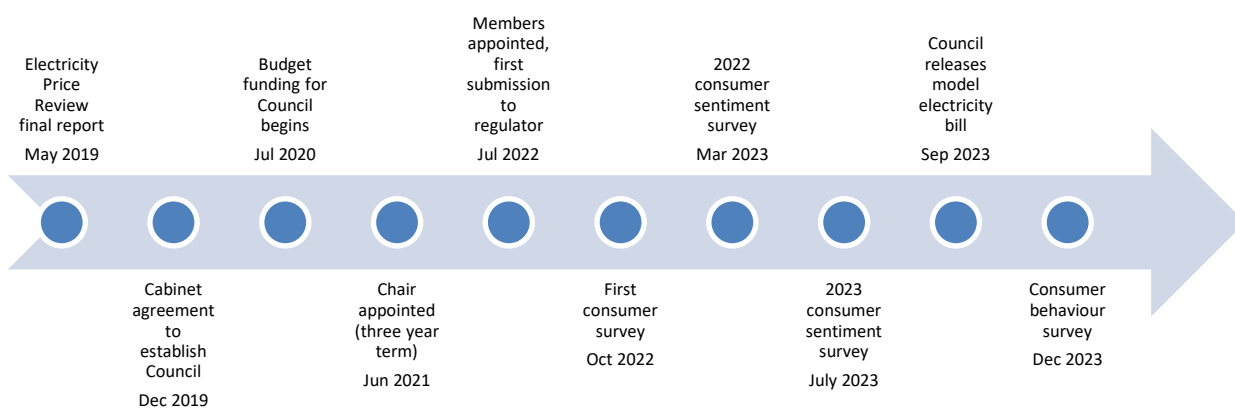 Electricity
Price
Review
final report
May 2019
Cabinet
agreement
to
establish
Council
Dec 2019
Budget
funding for
Council
begins
Jul 2020
Chair
appointed
(three year
term)
Jun 2021
Members
appointed,
first
submission
to
regulator
Jul 2022
First
consumer
survey
Oct 2022
2022
consumer
sentiment
survey
Mar 2023
2023
consumer
sentiment
survey
July 2023
Council
releases
model
electricity
bill
Sep 2023
Consumer
behaviour
survey
Dec 2023